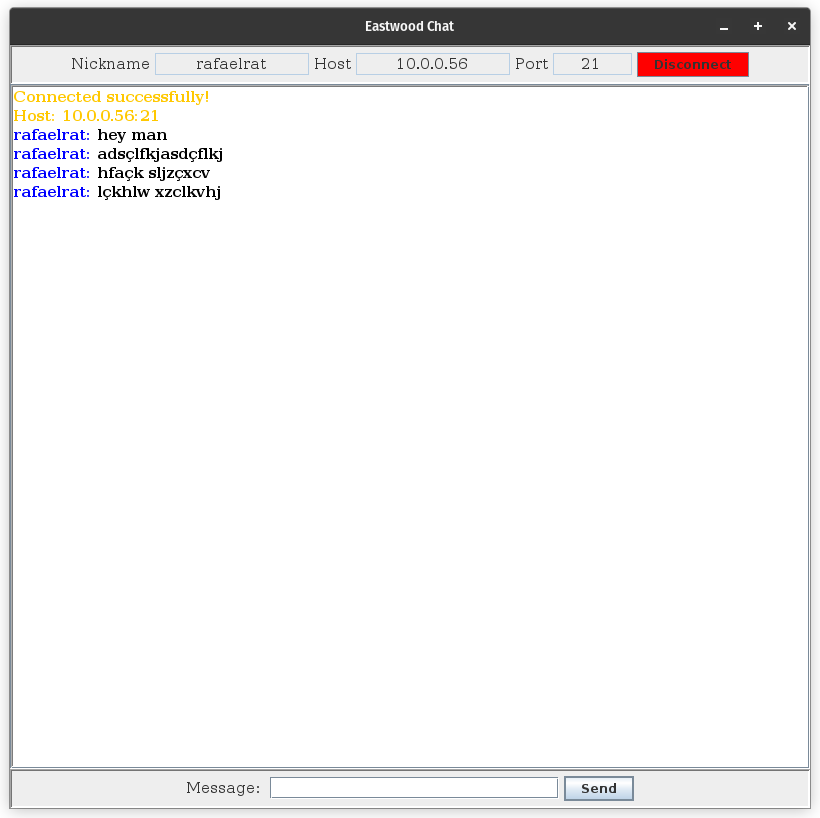 Eastwood Chat
Nickname rafaelrat Host 10.0.0.56 Port 21 Disconnect
Connected successfully!
Host: 10.0.0.56:21
rafaelrat: hey man
rafaelrat: adsçlfkjasdçflkj
rafaelrat: hfaçk sljzçxcv
rafaelrat: lçkhlw xzclkvhj
Message: Send